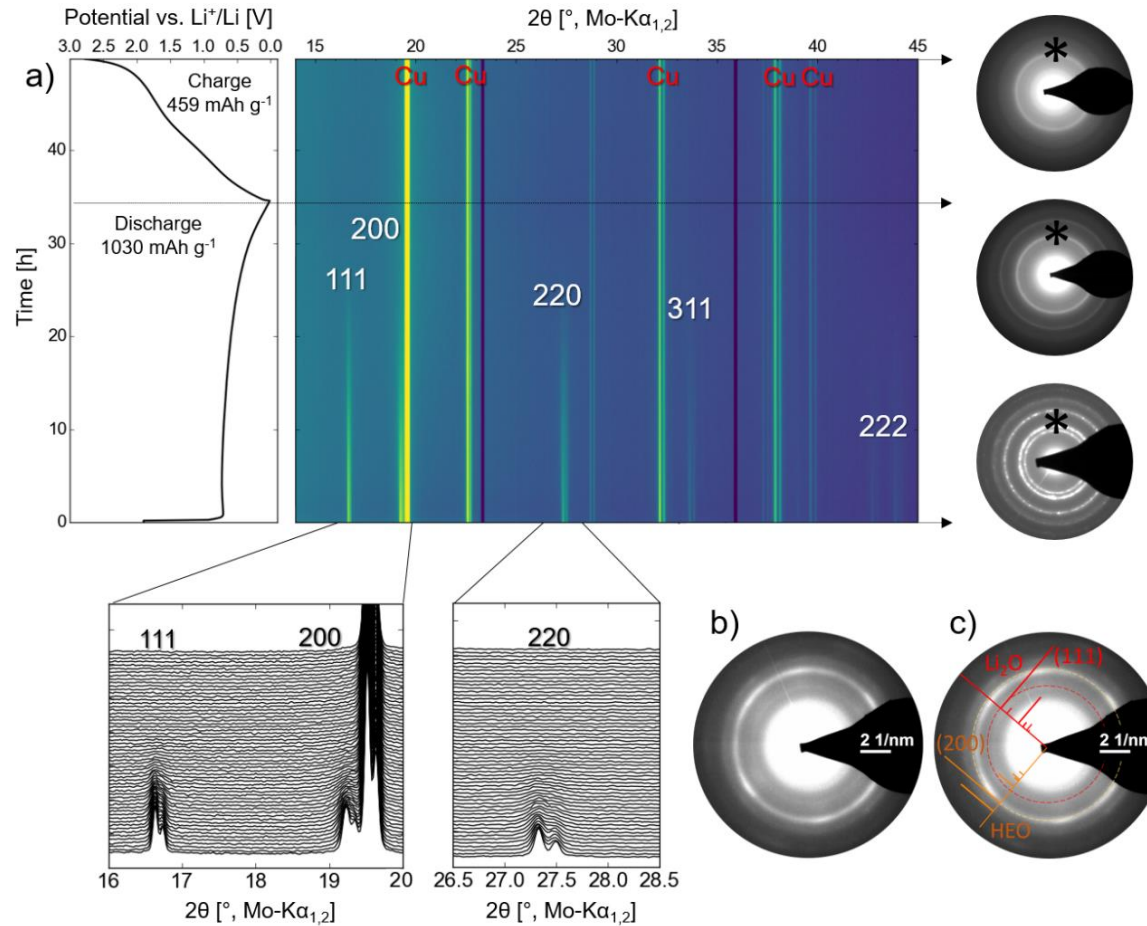 Potential vs. Li⁺/Li [V]
2θ [°, Mo-Kα₁,₂]
3.0 2.5 2.0 1.5 1.0 0.5 0.0
15 20 25 30 35 40 45
a)
Charge
459 mAh g⁻¹
Cu Cu Cu Cu Cu
*
40
Discharge
1030 mAh g⁻¹
30
20
10
0
Time [h]
200
111
220
311
222
*
*
111 200
220
16 17 18 19 20
2θ [°, Mo-Kα₁,₂]
26.5 27 27.5 28 28.5
2θ [°, Mo-Kα₁,₂]
b)
2 1/nm
c)
Li₂O
(111)
(200)
HEO
2 1/nm